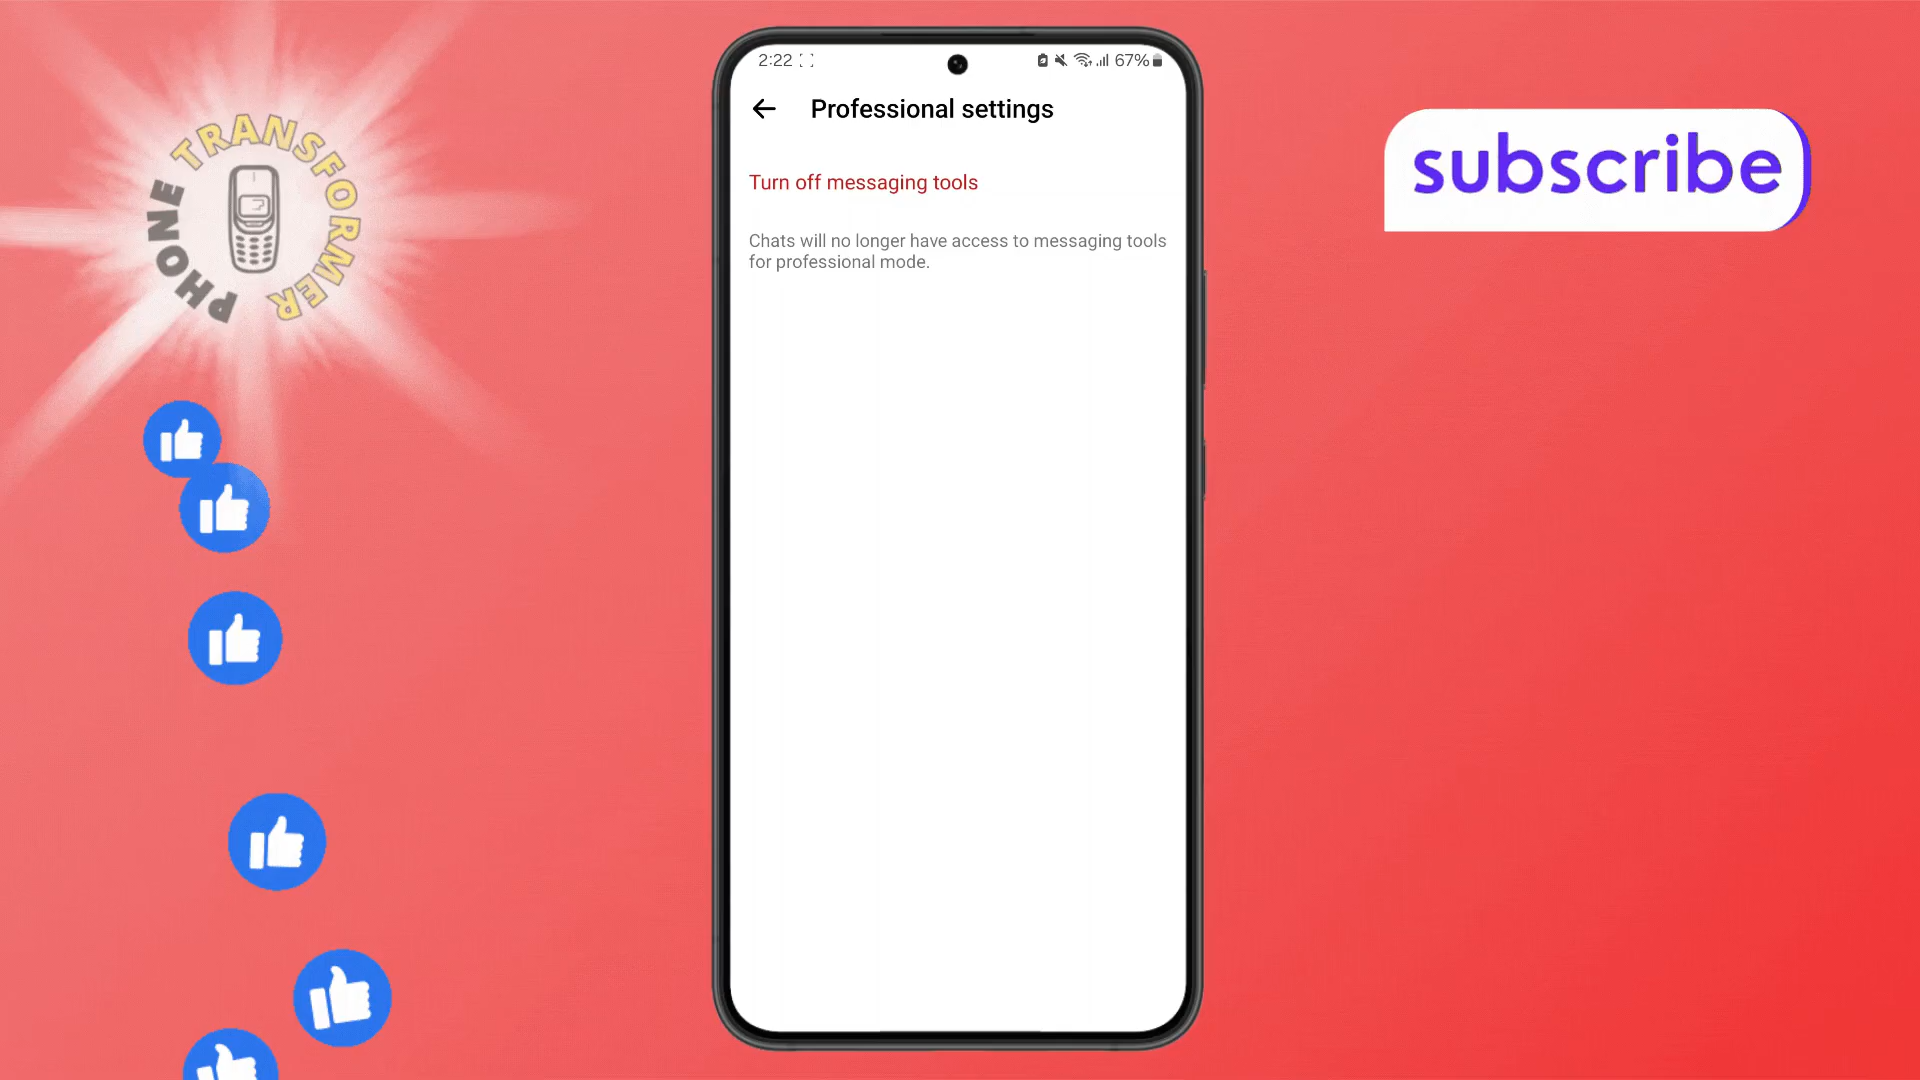 PHONE TRANSFORMER
2:22
67%
Professional settings
Turn off messaging tools
Chats will no longer have access to messaging tools
for professional mode.
subscribe